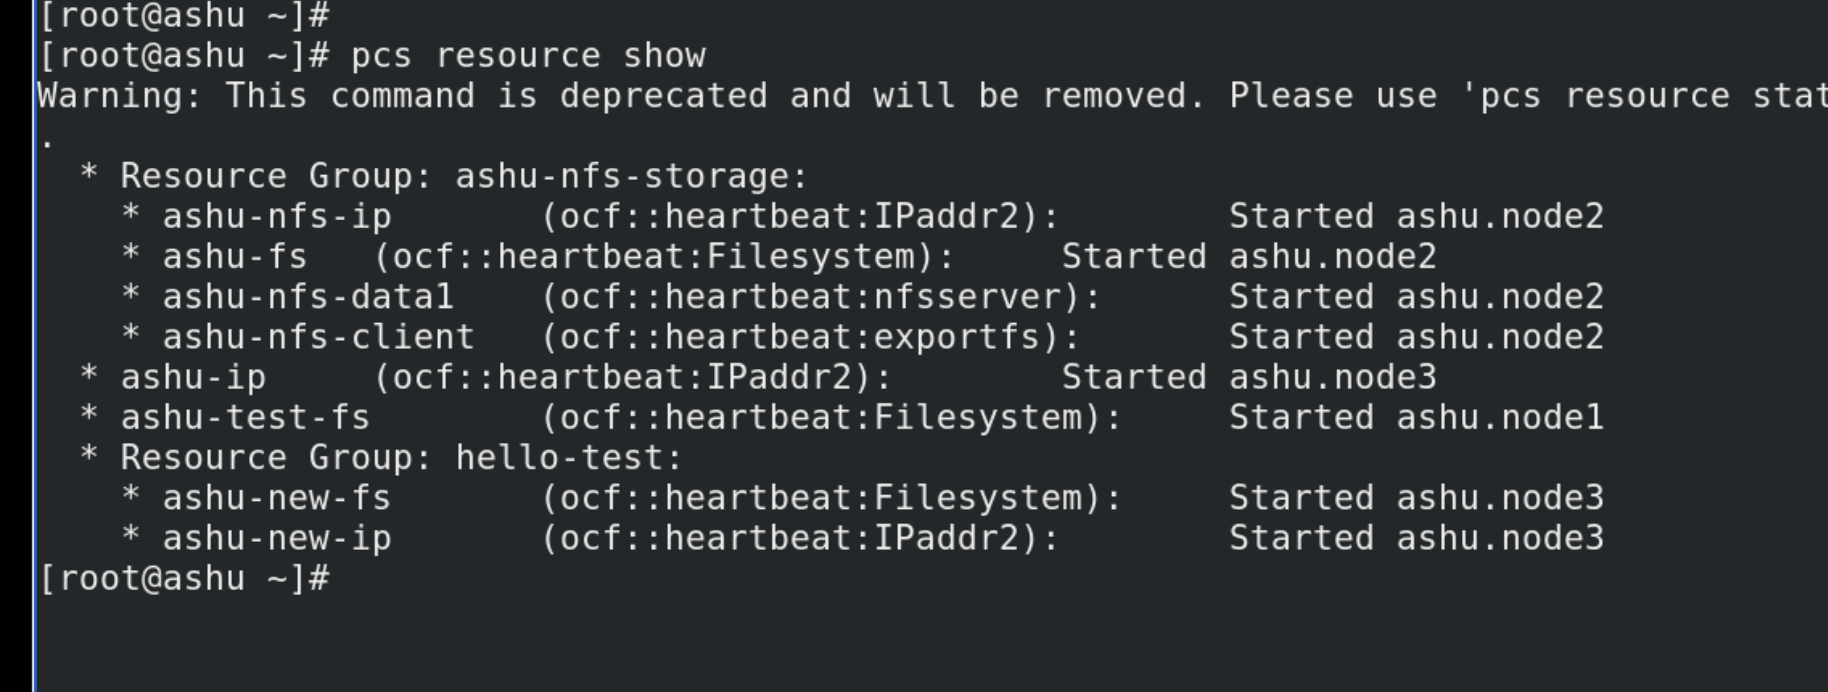 [root@ashu ~]#
[root@ashu ~]# pcs resource show
Warning: This command is deprecated and will be removed. Please use 'pcs resource stat
.
  * Resource Group: ashu-nfs-storage:
    * ashu-nfs-ip	(ocf::heartbeat:IPaddr2):	Started ashu.node2
    * ashu-fs	(ocf::heartbeat:Filesystem):	Started ashu.node2
    * ashu-nfs-data1	(ocf::heartbeat:nfsserver):	Started ashu.node2
    * ashu-nfs-client	(ocf::heartbeat:exportfs):	Started ashu.node2
  * ashu-ip	(ocf::heartbeat:IPaddr2):	Started ashu.node3
  * ashu-test-fs	(ocf::heartbeat:Filesystem):	Started ashu.node1
  * Resource Group: hello-test:
    * ashu-new-fs	(ocf::heartbeat:Filesystem):	Started ashu.node3
    * ashu-new-ip	(ocf::heartbeat:IPaddr2):	Started ashu.node3
[root@ashu ~]#